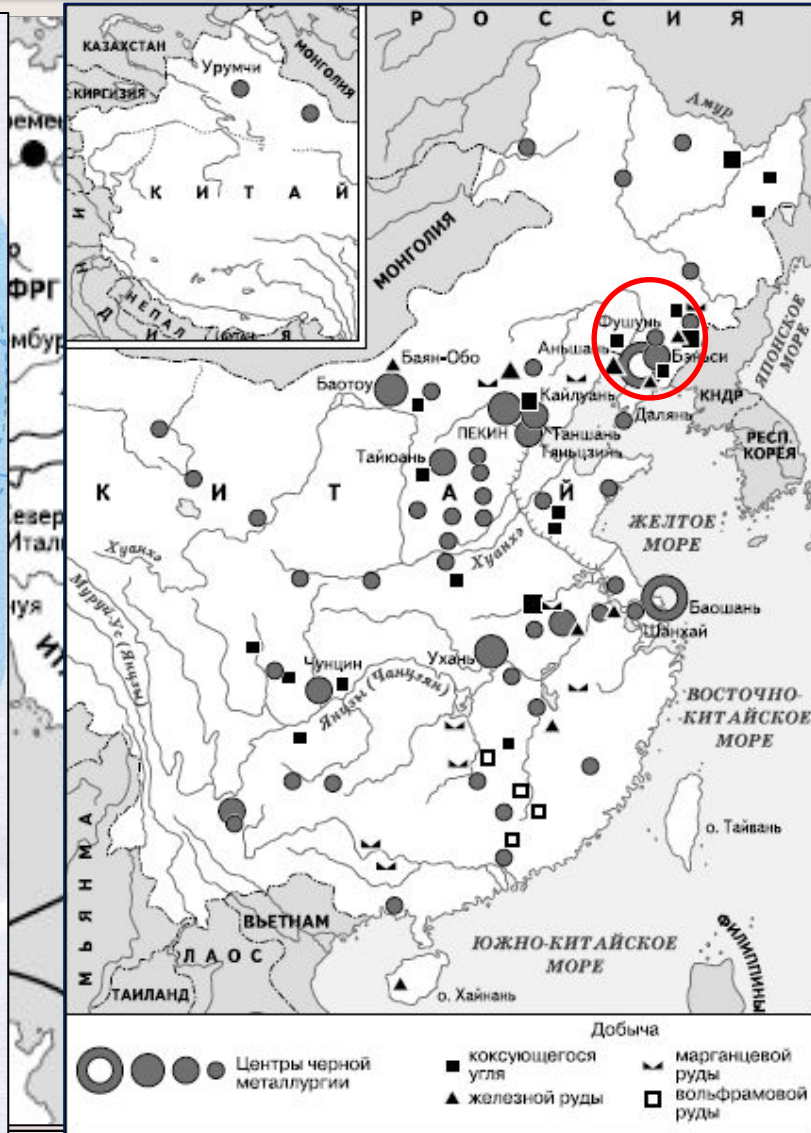 РОССИЯ
КАЗАХСТАН
МОНГОЛИЯ
Урумчи
КИРГИЗИЯ
КИТАЙ
НЕПАЛ
Амур
МОНГОЛИЯ
ФРГ
Фушунь
Аньшань
Бэньси
Баян-Обо
Баотоу
Кайлуань
КНДР
ЯПОНСКОЕ
МОРЕ
Далянь
ПЕКИН
Таншань
Тяньцзинь
РЕСП.
КОРЕЯ
Тайюань
КИТАЙ
ЖЕЛТОЕ
МОРЕ
Хуанхэ
Хуанхэ
Муруй-Ус (Янцзы)
Баошань
Шанхай
Ухань
Чунцин
Янцзы (Чанцзян)
ВОСТОЧНО-
КИТАЙСКОЕ
МОРЕ
о. Тайвань
МЬЯНМА
ВЬЕТНАМ
ЛАОС
ТАИЛАНД
ЮЖНО-КИТАЙСКОЕ
МОРЕ
о. Хайнань
ФИЛИППИНЫ
Центры черной
металлургии
Добыча
коксующегося
угля
железной руды
марганцевой
руды
вольфрамовой
руды